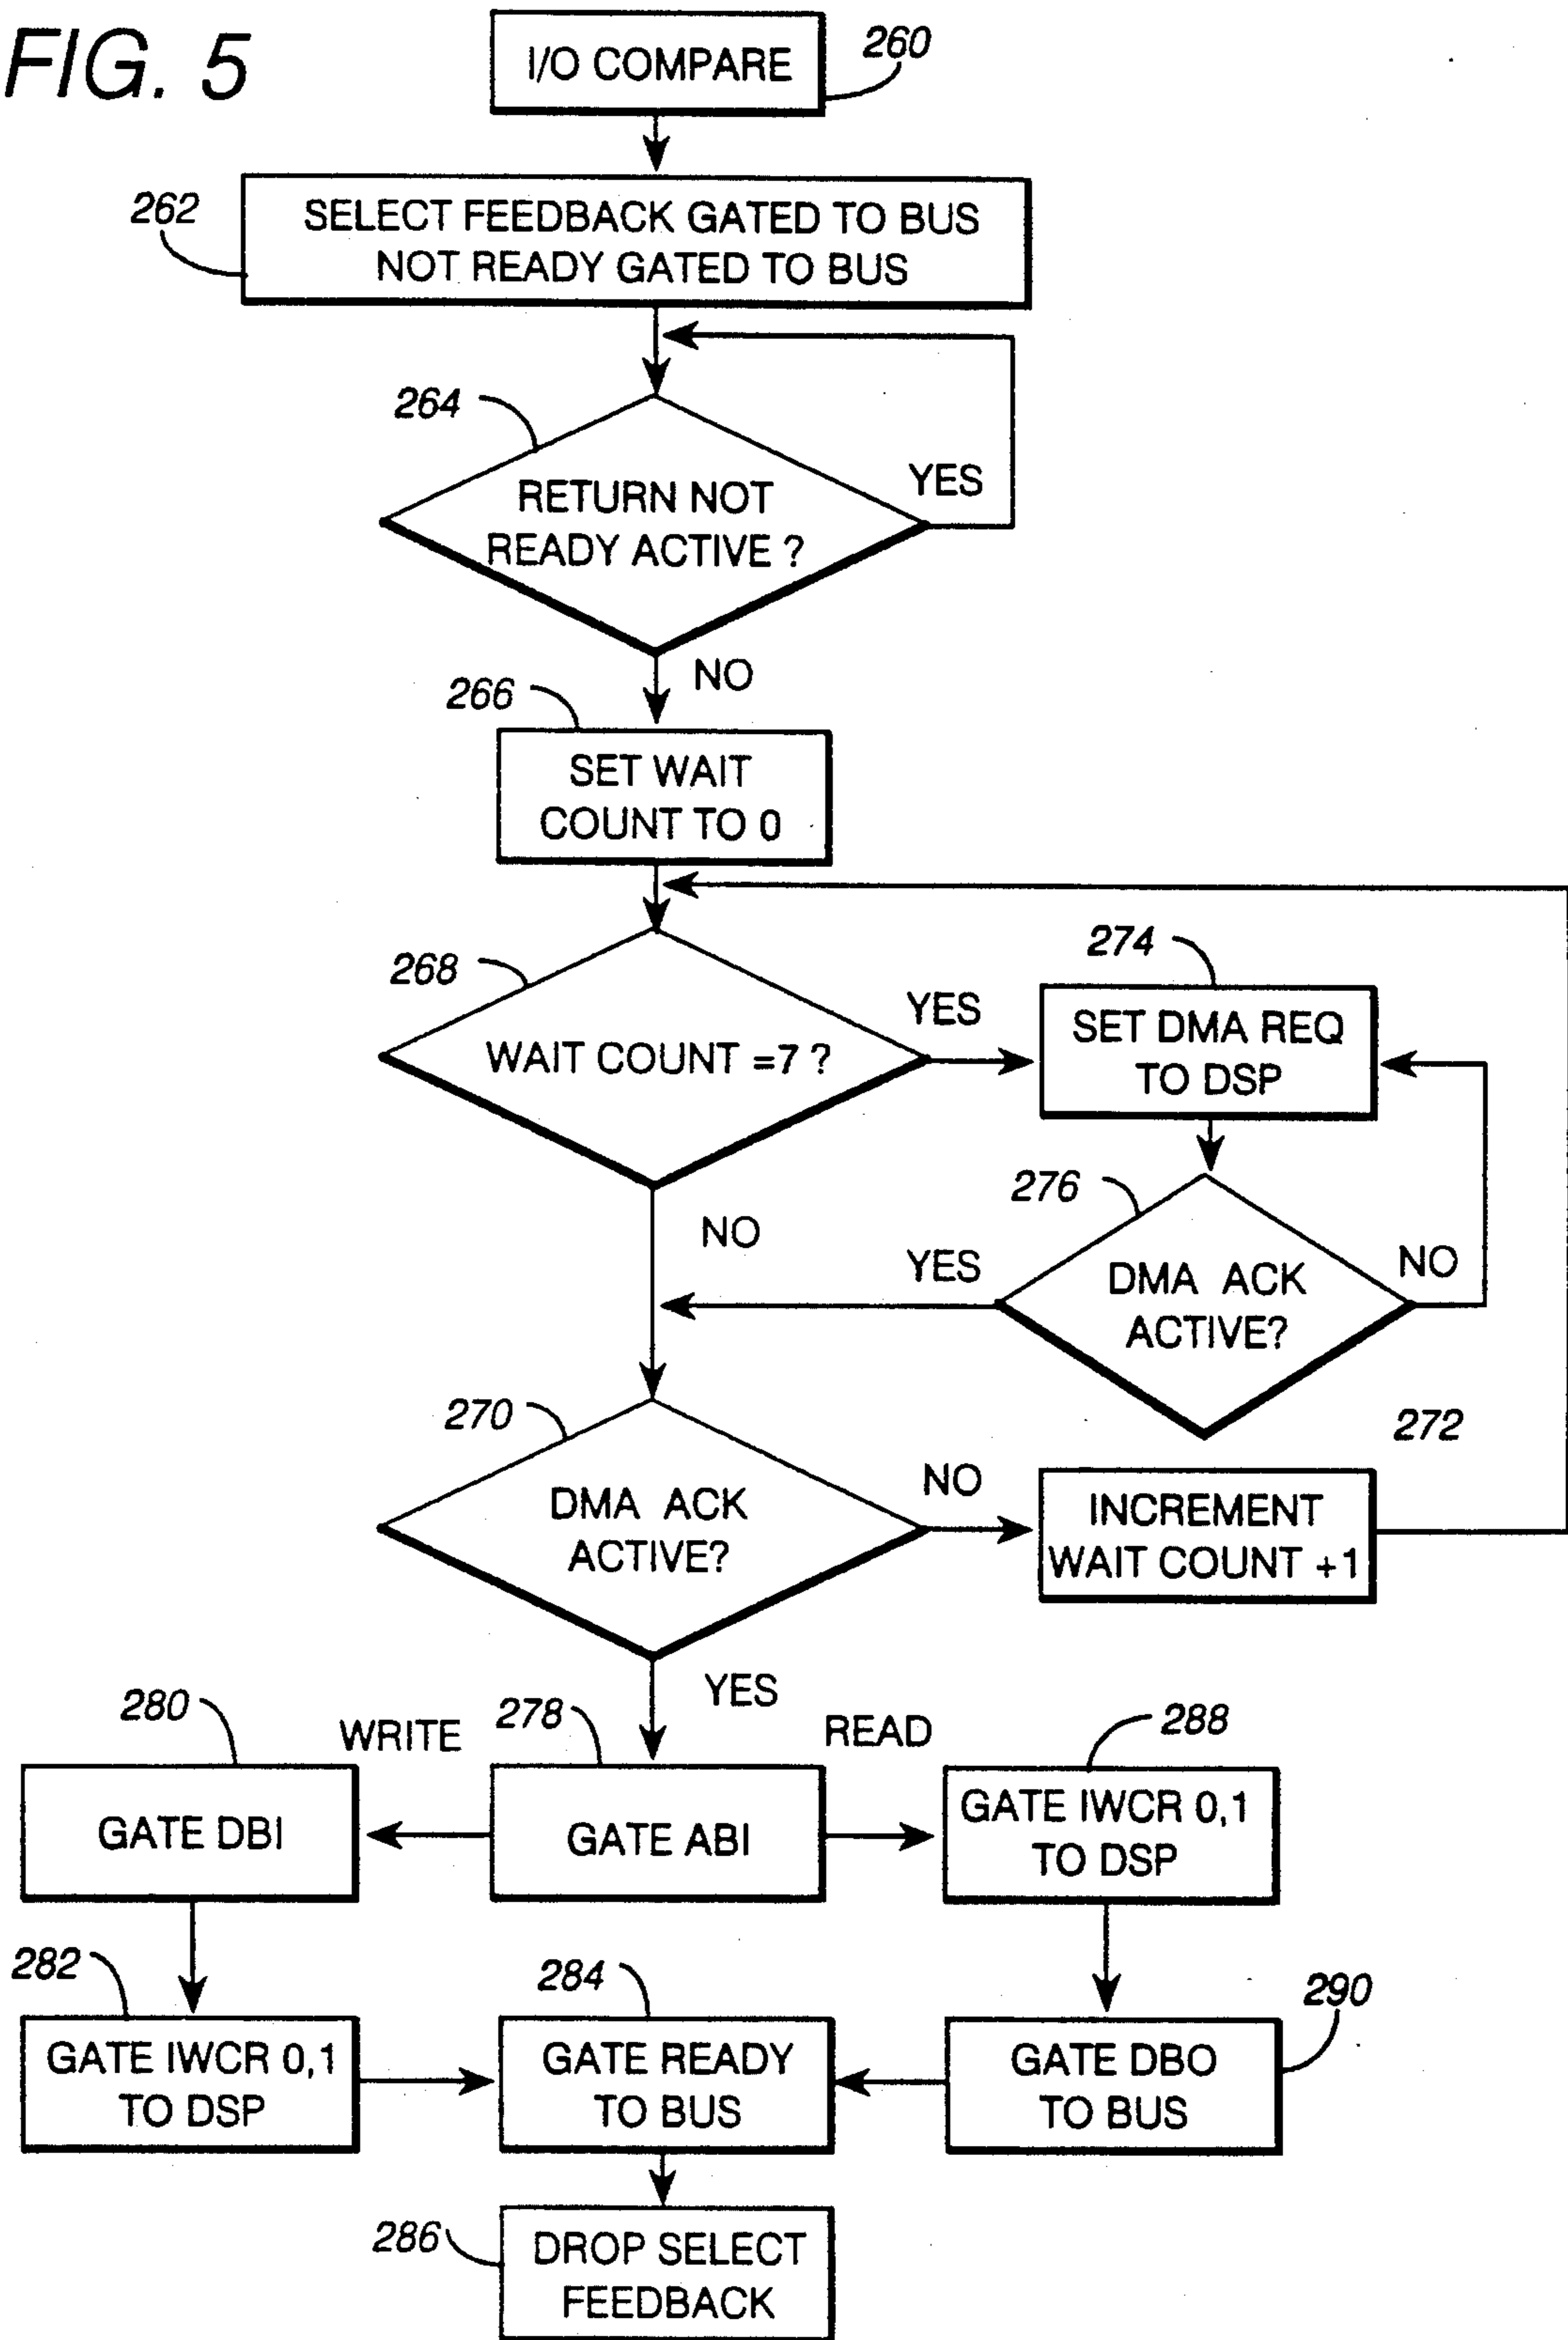 FIG. 5
I/O COMPARE
260
262
SELECT FEEDBACK GATED TO BUS
NOT READY GATED TO BUS
264
RETURN NOT
READY ACTIVE ?
YES
NO
266
SET WAIT
COUNT TO 0
268
WAIT COUNT =7 ?
YES
274
SET DMA REQ
TO DSP
NO
276
DMA ACK
ACTIVE?
YES
NO
270
DMA ACK
ACTIVE?
NO
272
INCREMENT
WAIT COUNT +1
YES
280
WRITE
278
READ
288
GATE DBI
GATE ABI
GATE IWCR 0,1
TO DSP
282
GATE IWCR 0,1
TO DSP
284
GATE READY
TO BUS
290
GATE DBO
TO BUS
286
DROP SELECT
FEEDBACK